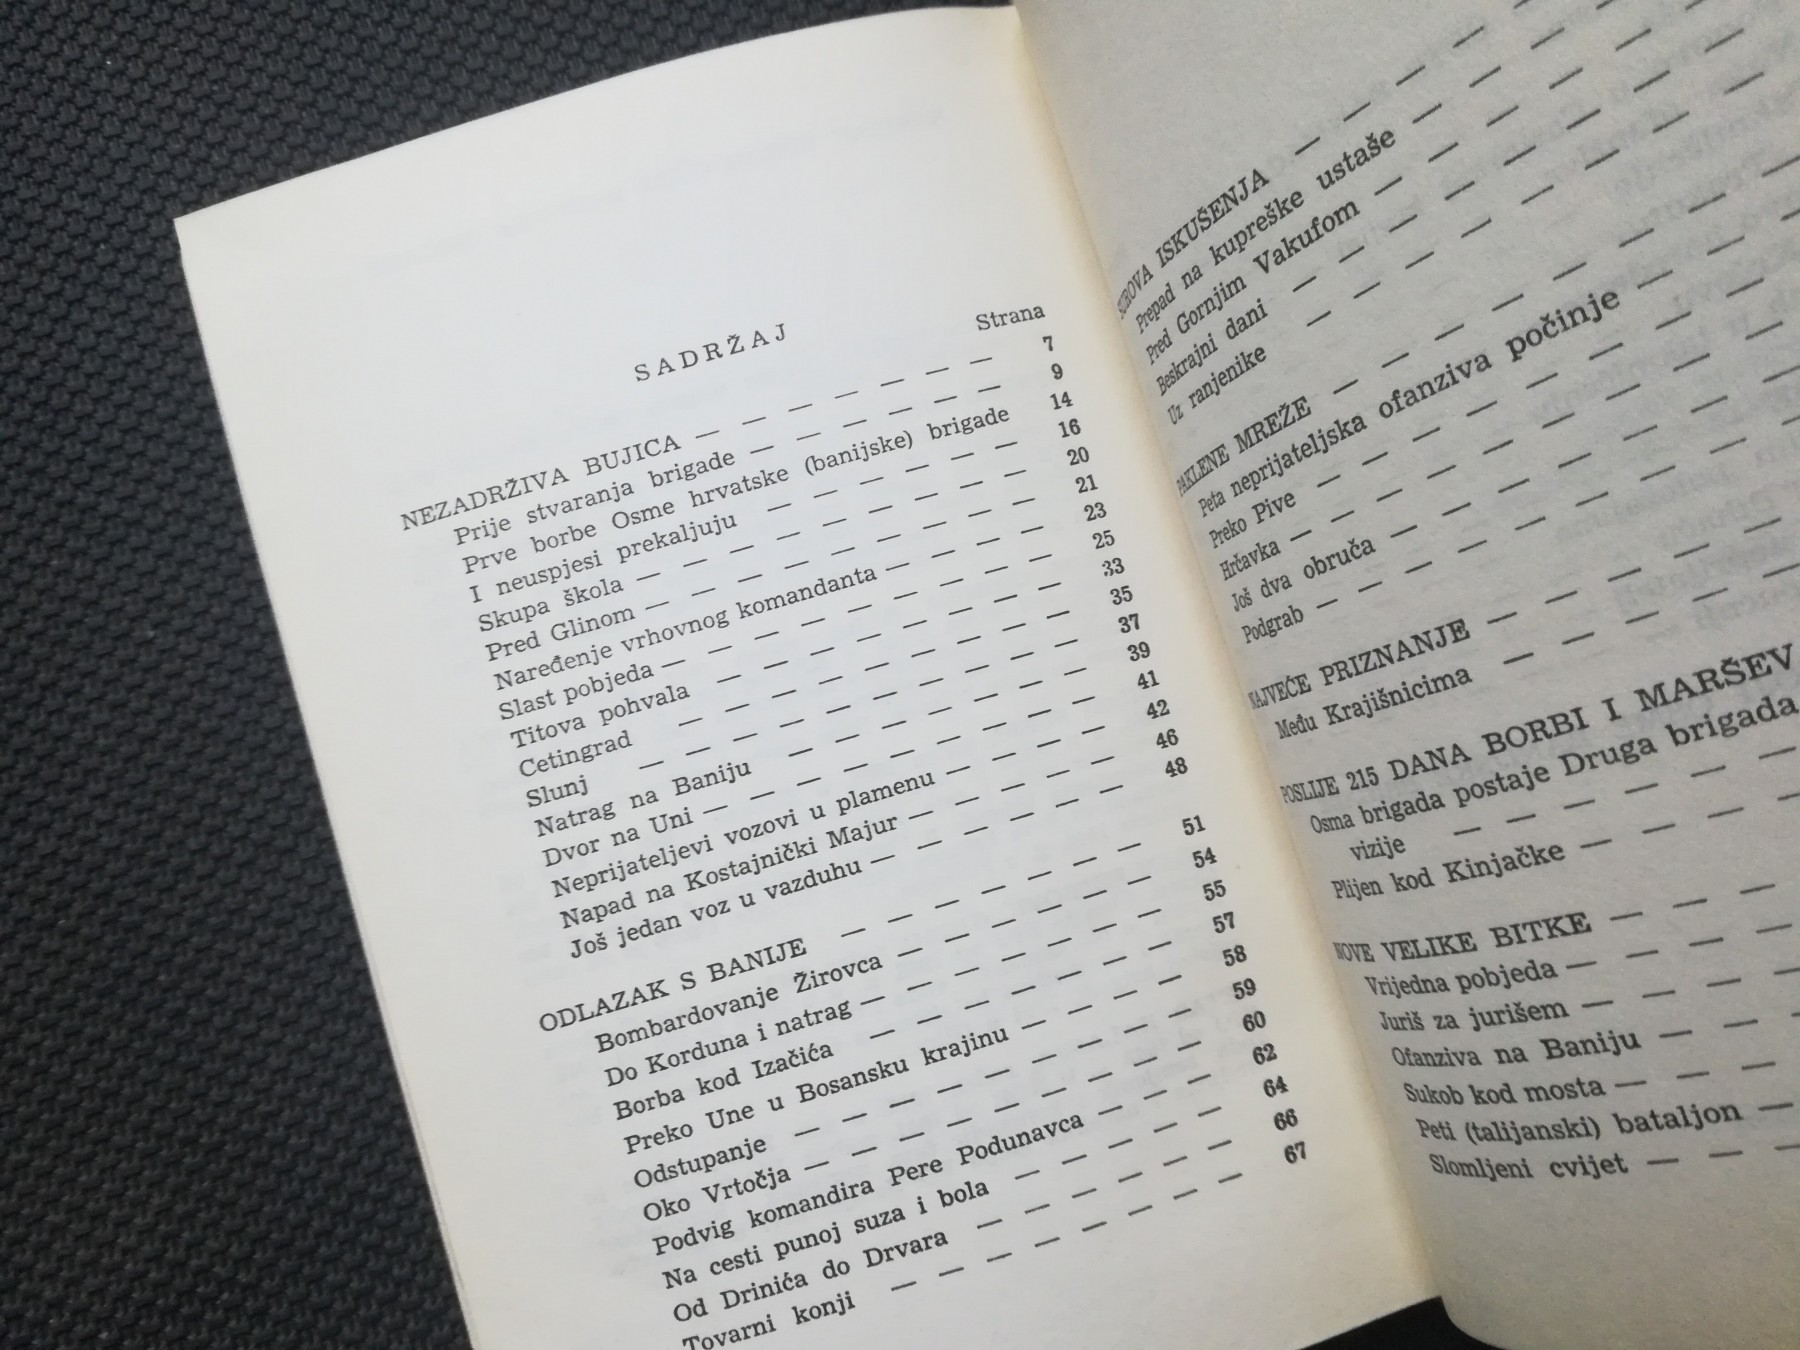 SADRŽAJ
Strana
NEZADRŽIVA BUJICA — — — — — — — — 7
Prije stvaranja brigade — — — — — — — 9
Prve borbe Osme hrvatske (banijske) brigade 14
I neuspjesi prekaljuju — — — — — — — 16
Skupa škola — — — — — — — — — — 20
Pred Glinom — — — — — — — — — — 21
Naređenje vrhovnog komandanta — — — — — 23
Slast pobjeda — — — — — — — — — — 25
Titova pohvala — — — — — — — — — 33
Cetingrad — — — — — — — — — — 35
Slunj — — — — — — — — — — — 37
Natrag na Baniju — — — — — — — — 39
Dvor na Uni — — — — — — — — — — 41
Neprijateljevi vozovi u plamenu — — — — — 42
Napad na Kostajnički Majur — — — — — — 46
Još jedan voz u vazduhu — — — — — — — 48
ODLAZAK S BANIJE — — — — — — — — 51
Bombardovanje Žirovca — — — — — — — 54
Do Korduna i natrag — — — — — — — — 55
Borba kod Izačića — — — — — — — — 57
Preko Une u Bosansku krajinu — — — — — 58
Odstupanje — — — — — — — — — — 59
Oko Vrtočja — — — — — — — — — — 60
Podvig komandira Pere Podunavca — — — — 62
Na cesti punoj suza i bola — — — — — — 64
Od Drinića do Drvara — — — — — — — 66
Tovarni konji — — — — — — — — — 67
SUROVA ISKUŠENJA — — — —
Prepad na kupreške ustaše — — — —
Pred Gornjim Vakufom — — — —
Beskrajni dani — — — — — —
Uz ranjenike — — — — — —
PAKLENE MREŽE — — — — — —
Peta neprijateljska ofanziva počinje — — —
Preko Pive — — — — — —
Hrčavka — — — — — — —
Još dva obruča — — — — — —
Podgrab — — — — — — —
NAJVEĆE PRIZNANJE — — — — —
Među Krajišnicima — — — — —
POSLIJE 215 DANA BORBI I MARŠEV
Osma brigada postaje Druga brigada
vizije — — — — — —
Plijen kod Kinjačke — — — —
NOVE VELIKE BITKE — — —
Vrijedna pobjeda — — — —
Juriš za jurišem — — — —
Ofanziva na Baniju — — —
Sukob kod mosta — — — —
Peti (talijanski) bataljon —
Slomljeni cvijet — — —